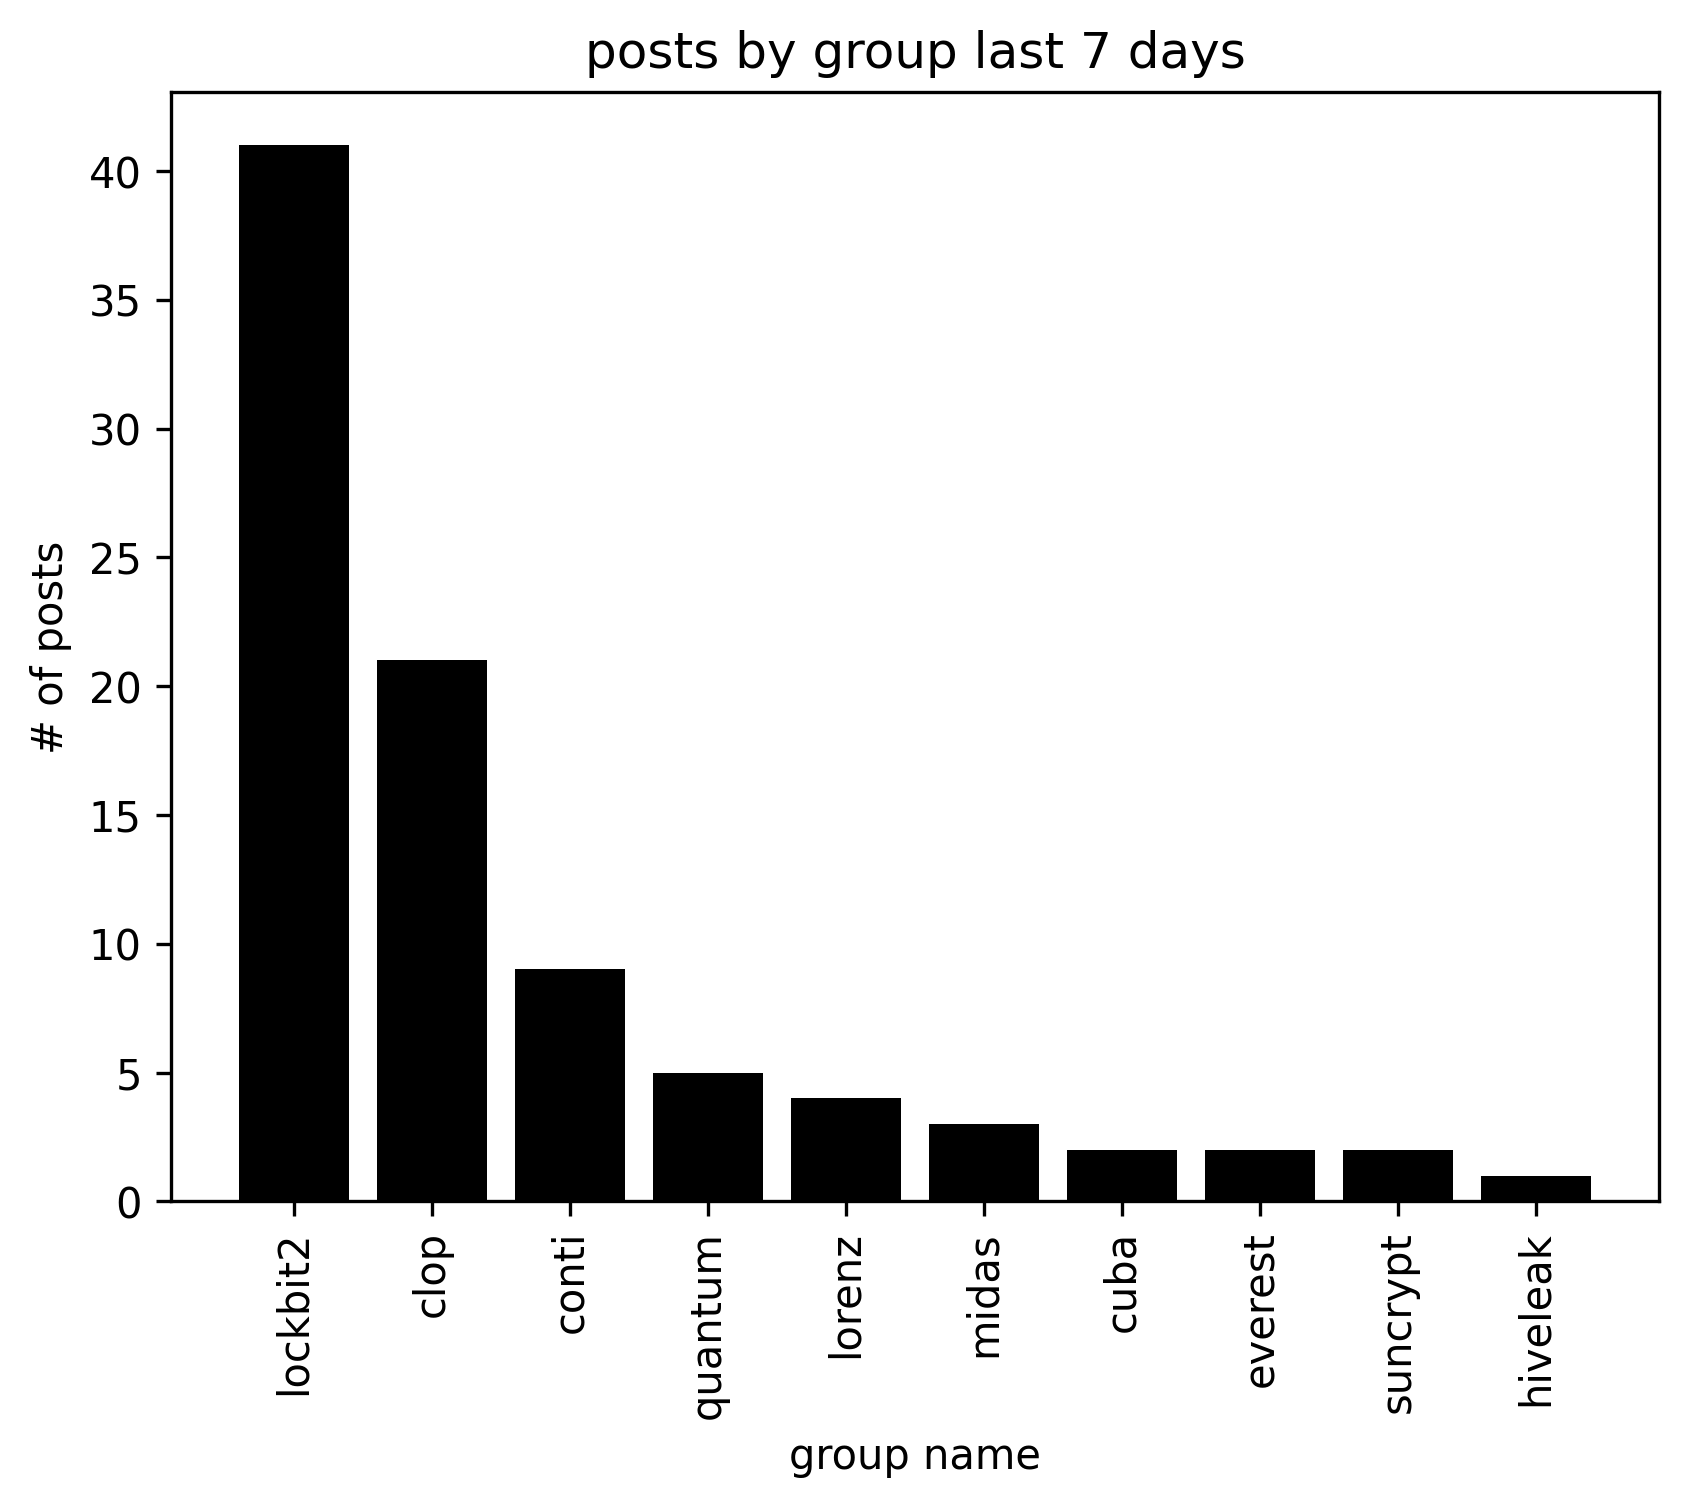 posts by group last 7 days
# of posts
40
35
30
25
20
15
10
5
0
lockbit2
clop
conti
quantum
lorenz
midas
cuba
everest
suncrypt
hiveleak
group name